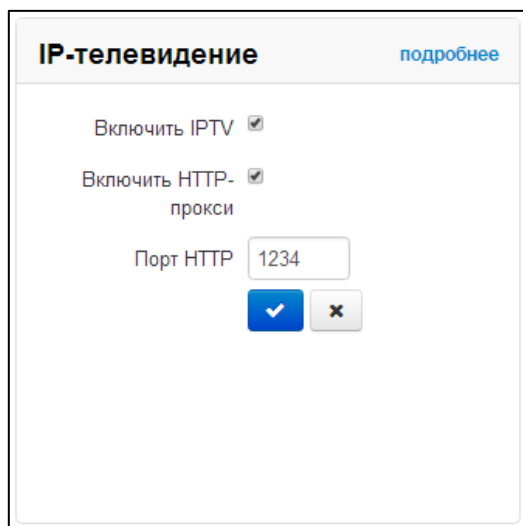 IP-телевидение подробнее
Включить IPTV
Включить HTTP-
прокси
Порт HTTP 1234